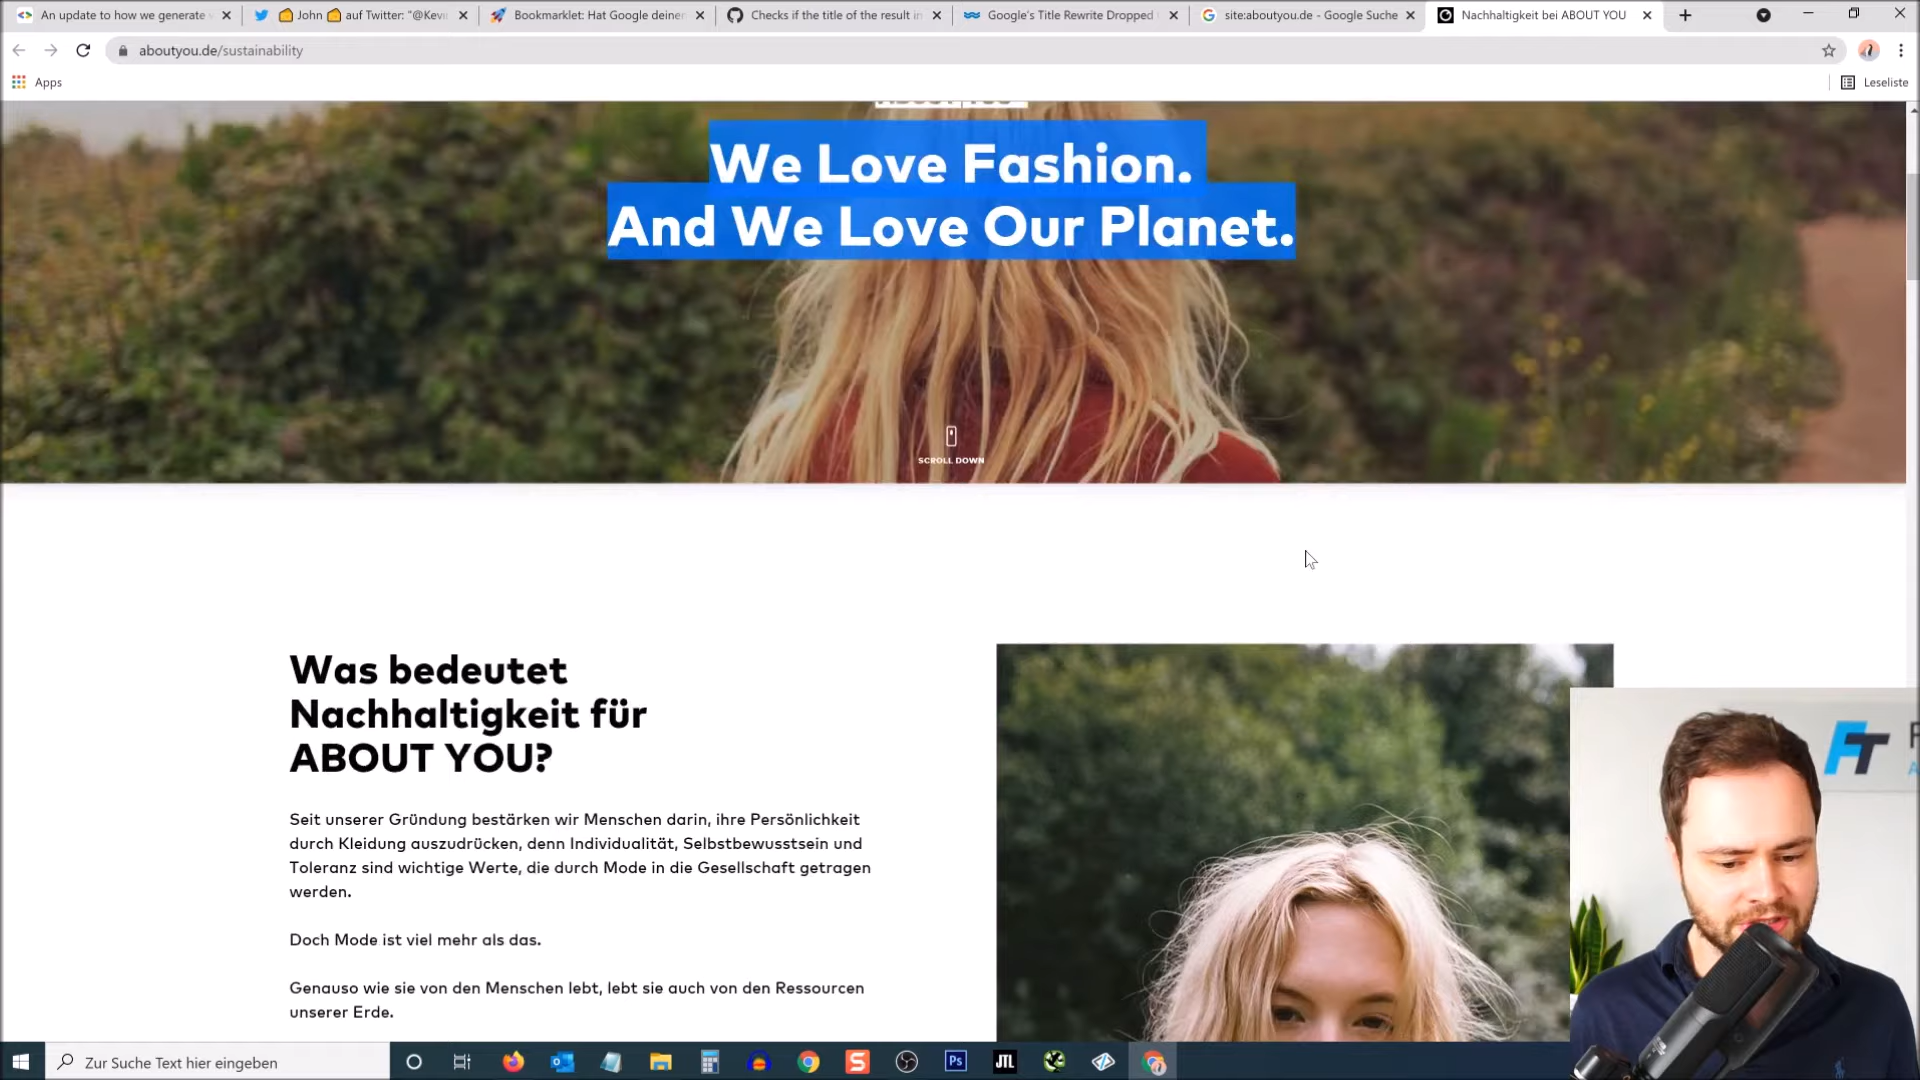 An update to how we generate
John auf Twitter: "@Kevi
Bookmarklet: Hat Google deiner
Checks if the title of the result in
Google's Title Rewrite Dropped
site:aboutyou.de - Google Suche
Nachhaltigkeit bei ABOUT YOU
aboutyou.de/sustainability
Apps
Leseliste
ABOUT YOU
We Love Fashion.
And We Love Our Planet.
SCROLL DOWN
Was bedeutet
Nachhaltigkeit für
ABOUT YOU?
Seit unserer Gründung bestärken wir Menschen darin, ihre Persönlichkeit
durch Kleidung auszudrücken, denn Individualität, Selbstbewusstsein und
Toleranz sind wichtige Werte, die durch Mode in die Gesellschaft getragen
werden.
Doch Mode ist viel mehr als das.
Genauso wie sie von den Menschen lebt, lebt sie auch von den Ressourcen
unserer Erde.
FT
Zur Suche Text hier eingeben
Ps
JTL